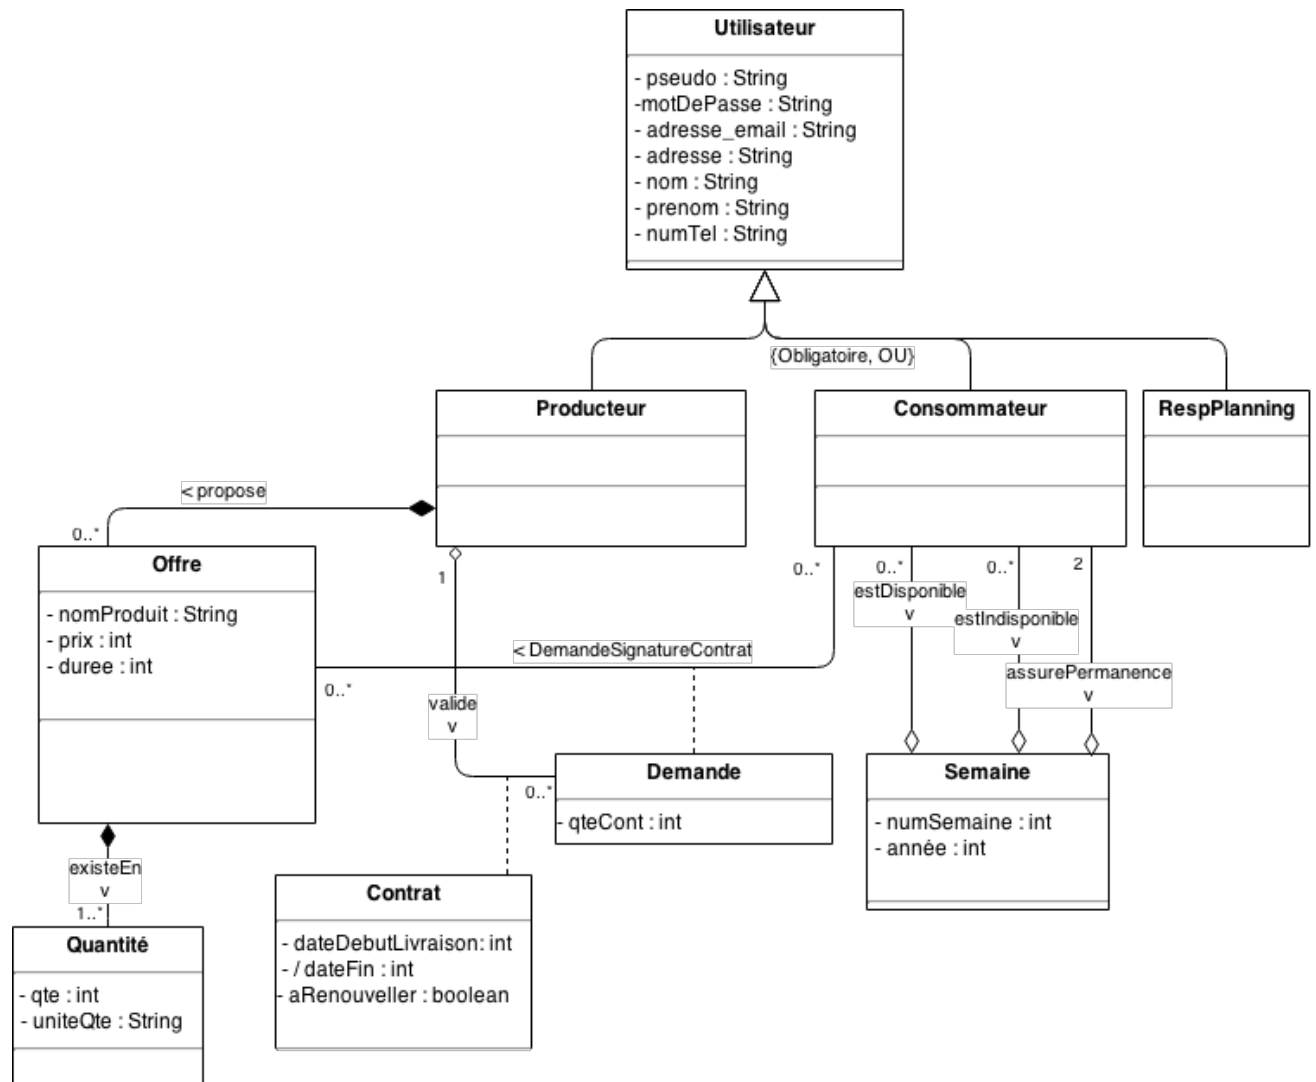 Utilisateur
- pseudo : String
-motDePasse : String
- adresse_email : String
- adresse : String
- nom : String
- prenom : String
- numTel : String
{Obligatoire, OU}
Producteur
Consommateur
RespPlanning
< propose
0..*
1
0..*
0..*
0..*
2
Offre
- nomProduit : String
- prix : int
- duree : int
estDisponible
v
estIndisponible
v
< DemandeSignatureContrat
0..*
assurePermanence
v
valide
v
0..*
Demande
- qteCont : int
Semaine
- numSemaine : int
- année : int
existeEn
v
1..*
Contrat
- dateDebutLivraison: int
- / dateFin : int
- aRenouveller : boolean
Quantité
- qte : int
- uniteQte : String